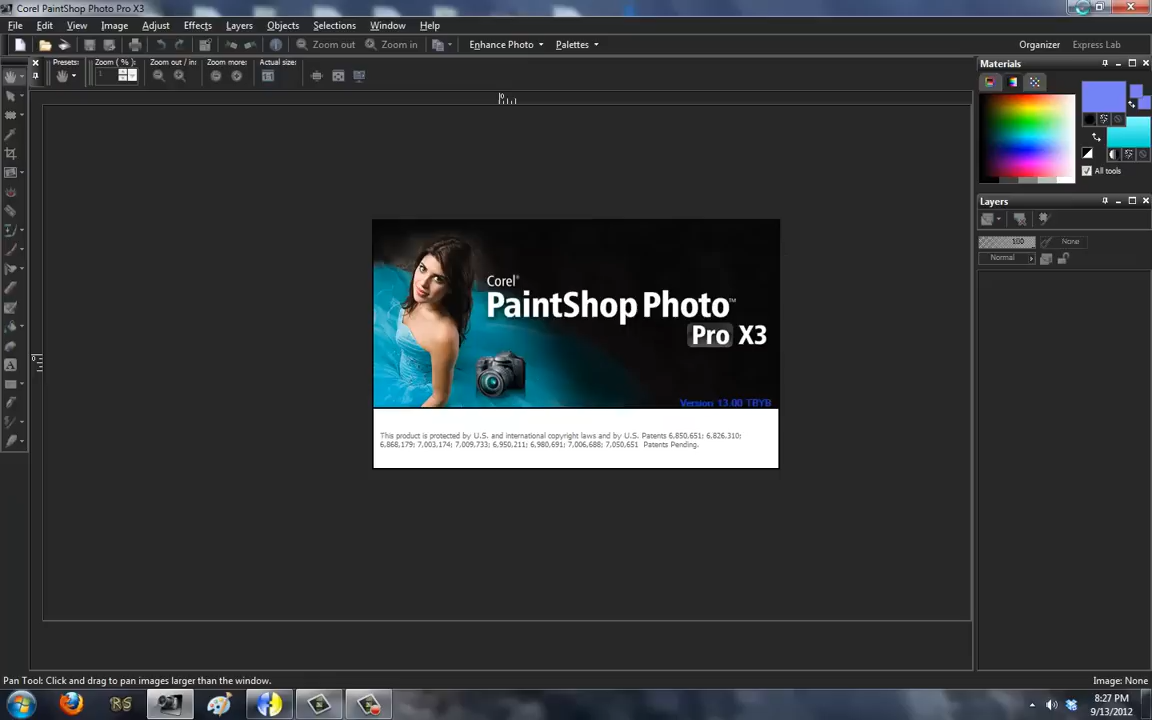 Corel PaintShop Photo Pro X3
File Edit View Image Adjust Effects Layers Objects Selections Window Help
Zoom out Zoom in Enhance Photo Palettes Organizer Express Lab
Presets: Zoom ( % ): Zoom out / in: Zoom more: Actual size:
1
Materials
All tools
Layers
100 None
Normal
Corel®
PaintShop Photo™
Pro X3
Version 13.00 TBYB
This product is protected by U.S. and international copyright laws and by U.S. Patents 6,850,651; 6,826,310;
6,868,179; 7,003,174; 7,009,733; 6,950,211; 6,980,691; 7,006,688; 7,050,651 Patents Pending.
Pan Tool: Click and drag to pan images larger than the window.
Image: None
RS
8:27 PM
9/13/2012